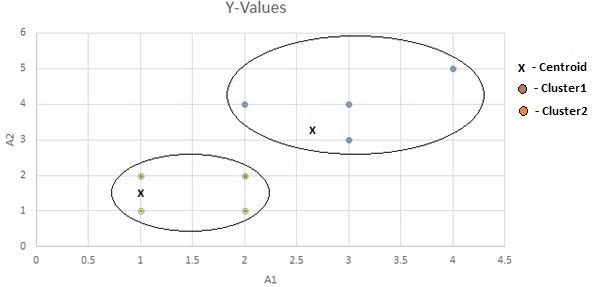 Y-Values
6
5
4
3
2
1
0
A2
0
0.5
1
1.5
2
2.5
3
3.5
4
4.5
A1
X
X
X - Centroid
- Cluster1
- Cluster2